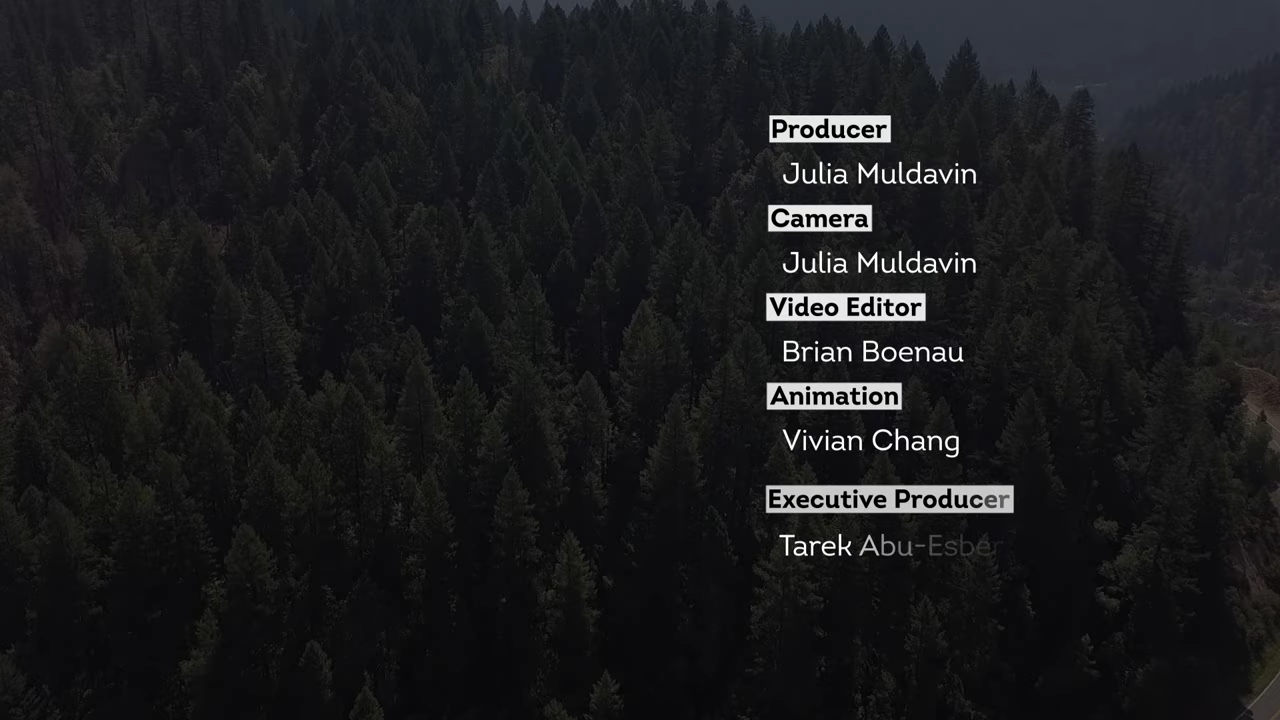 Producer
Julia Muldavin
Camera
Julia Muldavin
Video Editor
Brian Boenau
Animation
Vivian Chang
Executive Producer
Tarek Abu-Esber